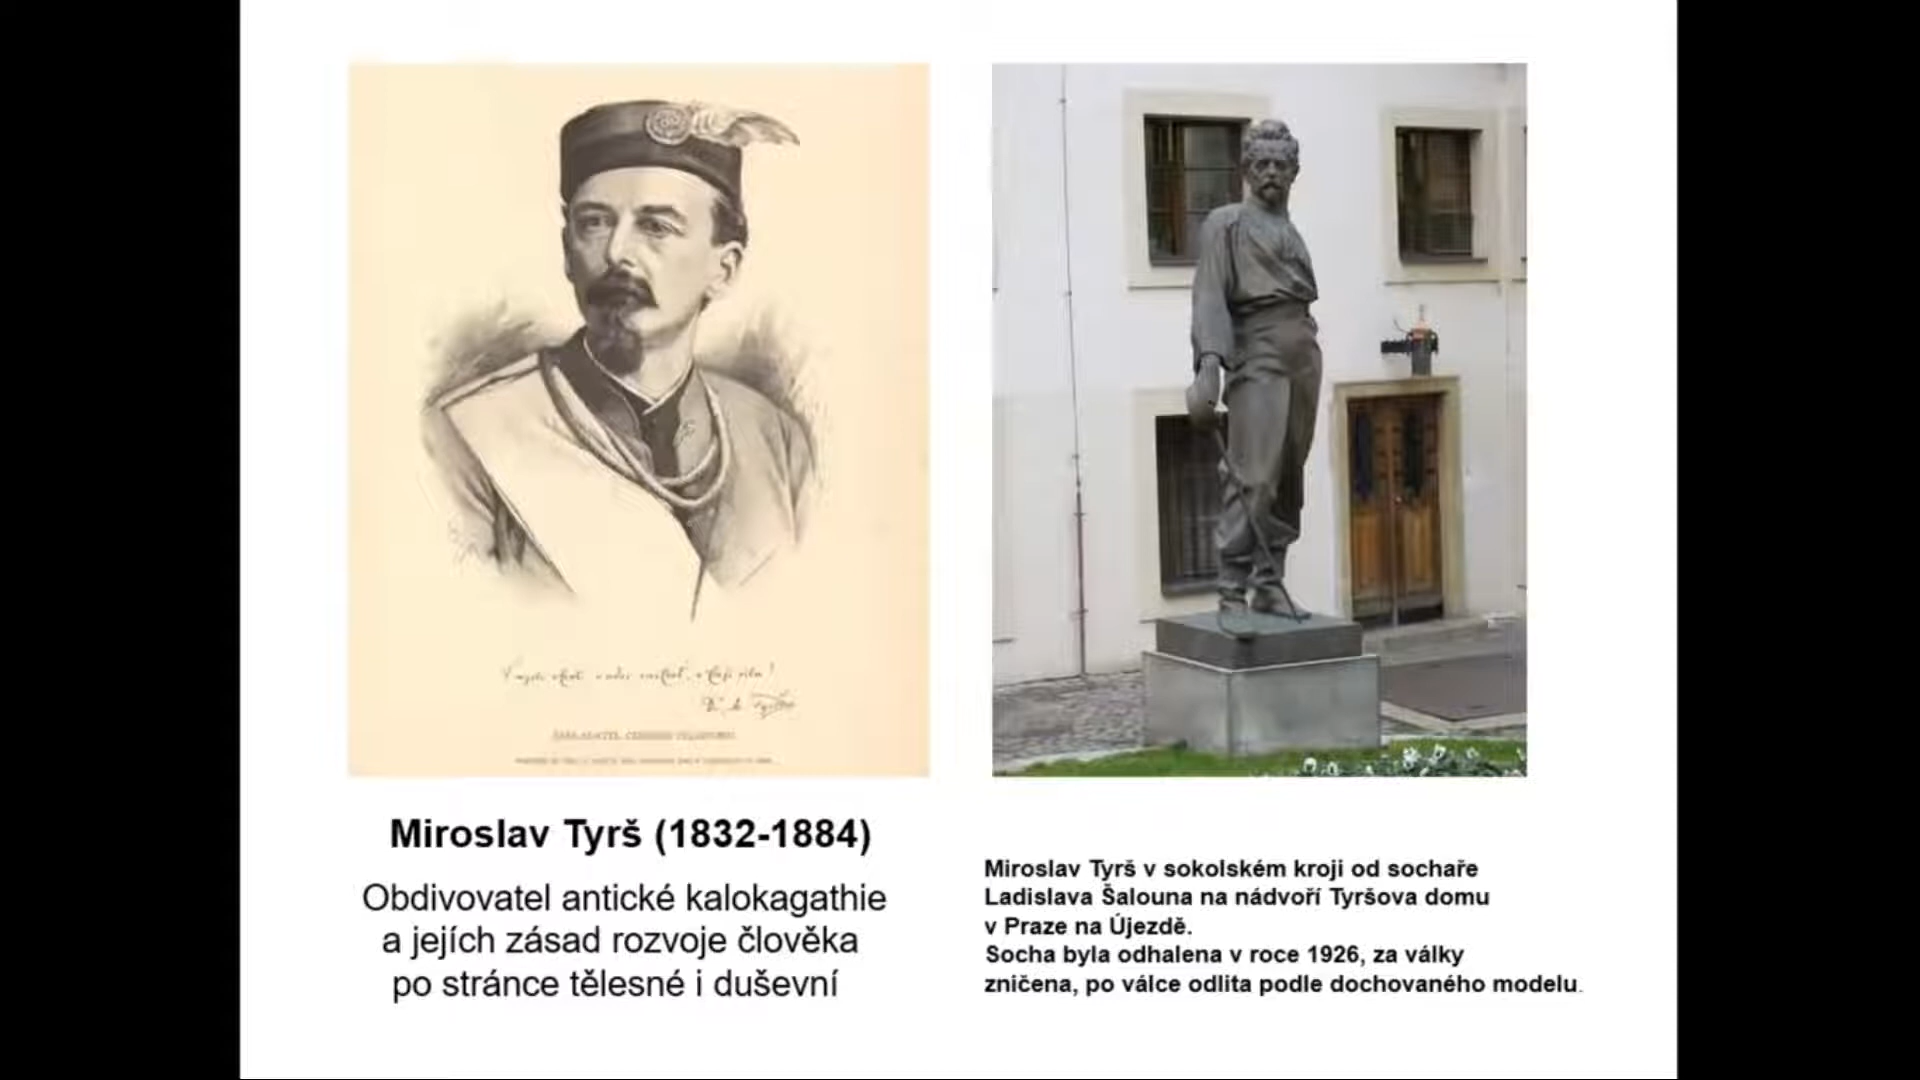 Miroslav Tyrš (1832-1884)
Obdivovatel antické kalokagathie
a jejích zásad rozvoje člověka
po stránce tělesné i duševní
Miroslav Tyrš v sokolském kroji od sochaře
Ladislava Šalouna na nádvoří Tyršova domu
v Praze na Újezdě.
Socha byla odhalena v roce 1926, za války
zničena, po válce odlita podle dochovaného modelu.